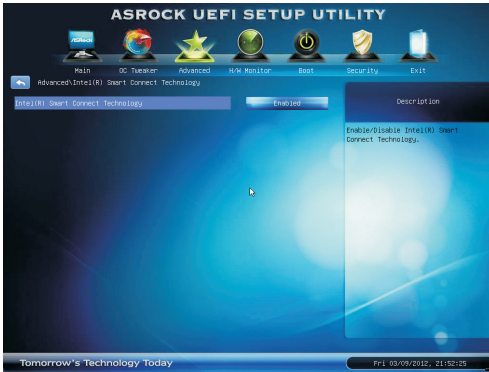 ASROCK UEFI SETUP UTILITY
ASRock
Main OC Tweaker Advanced H/W Monitor Boot Security Exit
Advanced\Intel(R) Smart Connect Technology
Intel(R) Smart Connect Technology Enabled
Description
Enable/Disable Intel(R) Smart
Connect Technology.
Tomorrow's Technology Today
Fri 03/09/2012, 21:52:25